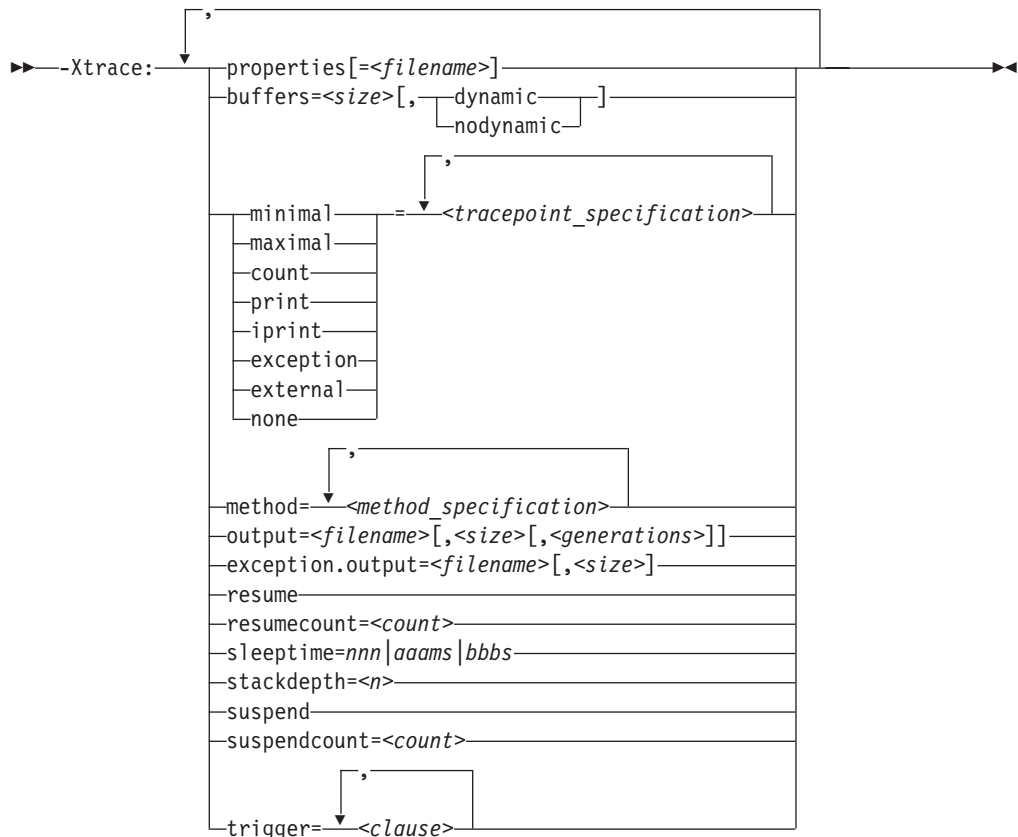 ,
-Xtrace: properties[=<filename>]
buffers=<size>[, dynamic ]
nodynamic
,
minimal = <tracepoint_specification>
maximal
count
print
iprint
exception
external
none
,
method= <method_specification>
output=<filename>[,<size>[,<generations>]]
exception.output=<filename>[,<size>]
resume
resumecount=<count>
sleeptime=nnn|aaams|bbbs
stackdepth=<n>
suspend
suspendcount=<count>
,
trigger= <clause>